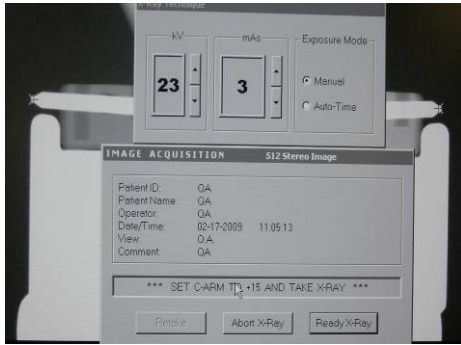 X-Ray Technique
kV
mAs
Exposure Mode
23
3
Manual
Auto-Time
IMAGE ACQUISITION 512 Stereo Image
Patient ID: QA
Patient Name: QA
Operator: QA
Date/Time: 02-17-2009 11:05:13
View: QA
Comment: QA
*** SET C-ARM TO +15 AND TAKE X-RAY ***
Retake
Abort X-Ray
Ready X-Ray